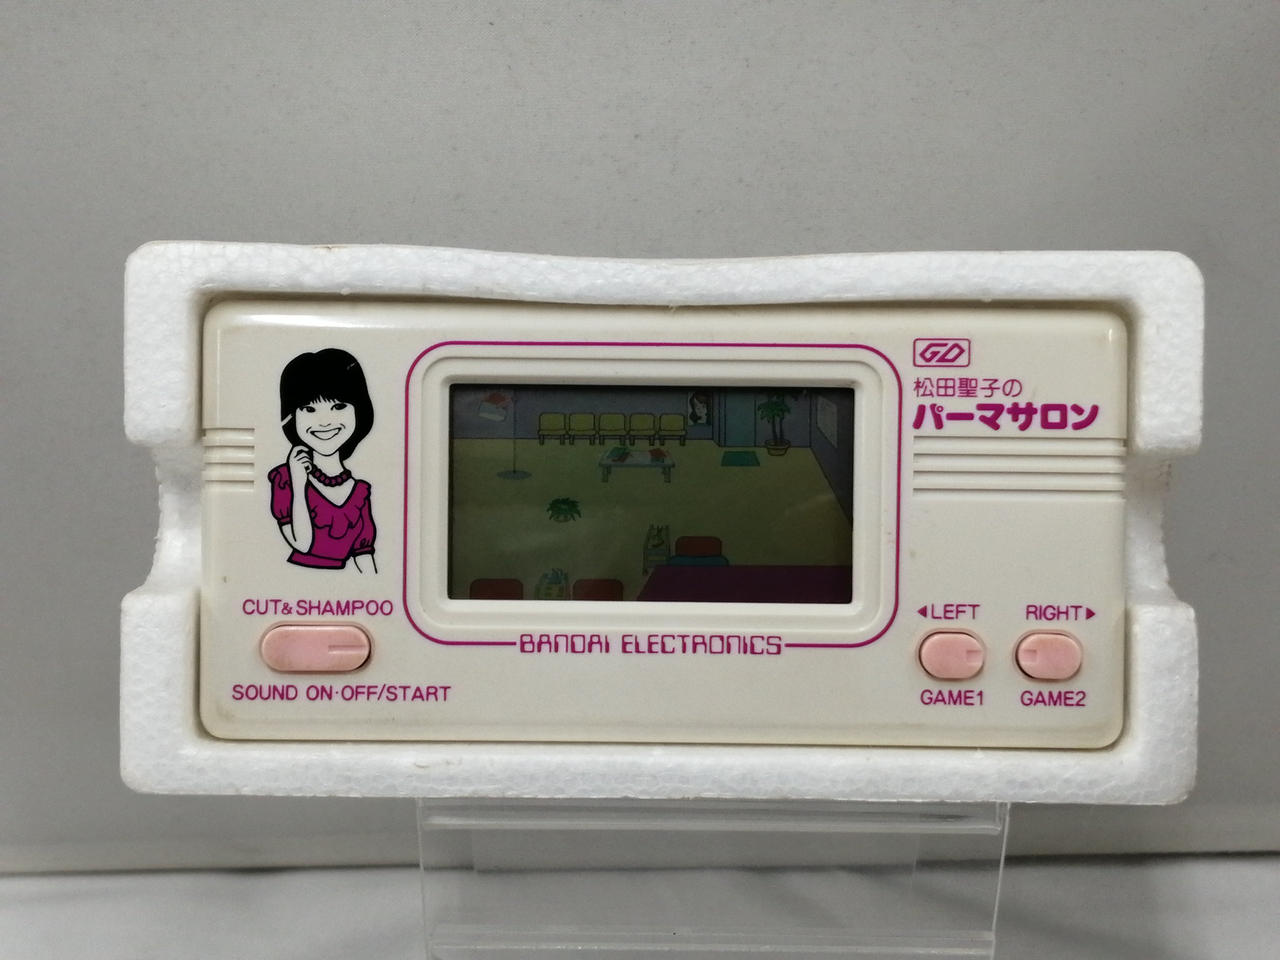 GD
松田聖子の
パーマサロン
CUT&SHAMPOO
SOUND ON·OFF/START
BANDAI ELECTRONICS
◀LEFT
RIGHT▶
GAME1
GAME2